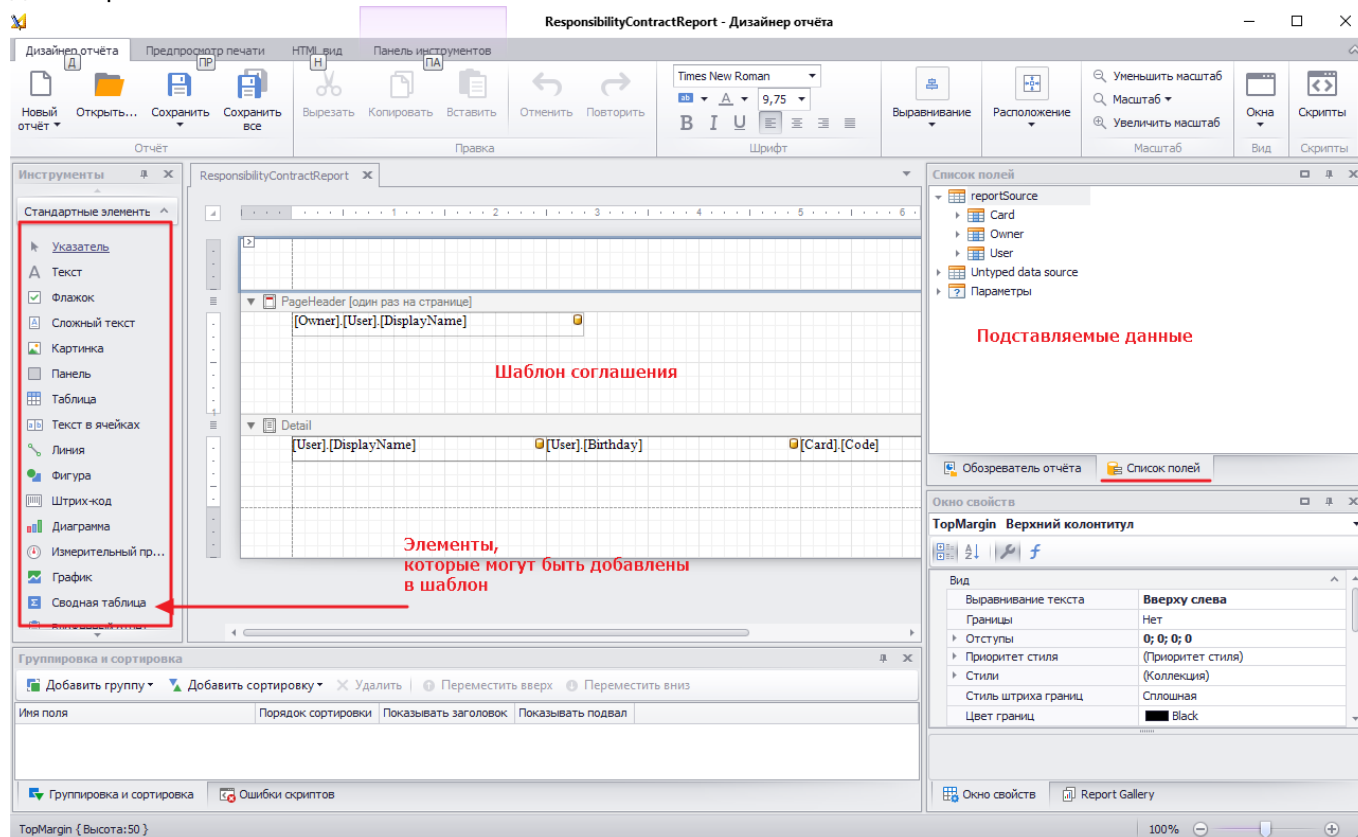 ResponsibilityContractReport - Дизайнер отчёта
Дизайнер отчёта Предпросмотр печати HTML вид Панель инструментов
Д ПР Н ПА
Новый отчёт Открыть... Сохранить Сохранить все Вырезать Копировать Вставить Отменить Повторить
Times New Roman
9,75
B I U
Выравнивание Расположение
Уменьшить масштаб
Масштаб
Увеличить масштаб
Окна Скрипты
Отчёт Правка Шрифт Масштаб Вид Скрипты
Инструменты
Стандартные элементы
Указатель
Текст
Флажок
Сложный текст
Картинка
Панель
Таблица
Текст в ячейках
Линия
Фигура
Штрих-код
Диаграмма
Измерительный пр...
График
Сводная таблица
ResponsibilityContractReport
1 2 3 4 5 6
PageHeader [один раз на странице]
[Owner].[User].[DisplayName]
Шаблон соглашения
Detail
[User].[DisplayName] [User].[Birthday] [Card].[Code]
Элементы,
которые могут быть добавлены
в шаблон
Список полей
reportSource
Card
Owner
User
Untyped data source
Параметры
Подставляемые данные
Обозреватель отчёта Список полей
Окно свойств
TopMargin Верхний колонтитул
Вид
Выравнивание текста Вверху слева
Границы Нет
Отступы 0; 0; 0; 0
Приоритет стиля (Приоритет стиля)
Стили (Коллекция)
Стиль штриха границ Сплошная
Цвет границ Black
Окно свойств Report Gallery
Группировка и сортировка
Добавить группу Добавить сортировку Удалить Переместить вверх Переместить вниз
Имя поля Порядок сортировки Показывать заголовок Показывать подвал
Группировка и сортировка Ошибки скриптов
TopMargin { Высота:50 } 100%